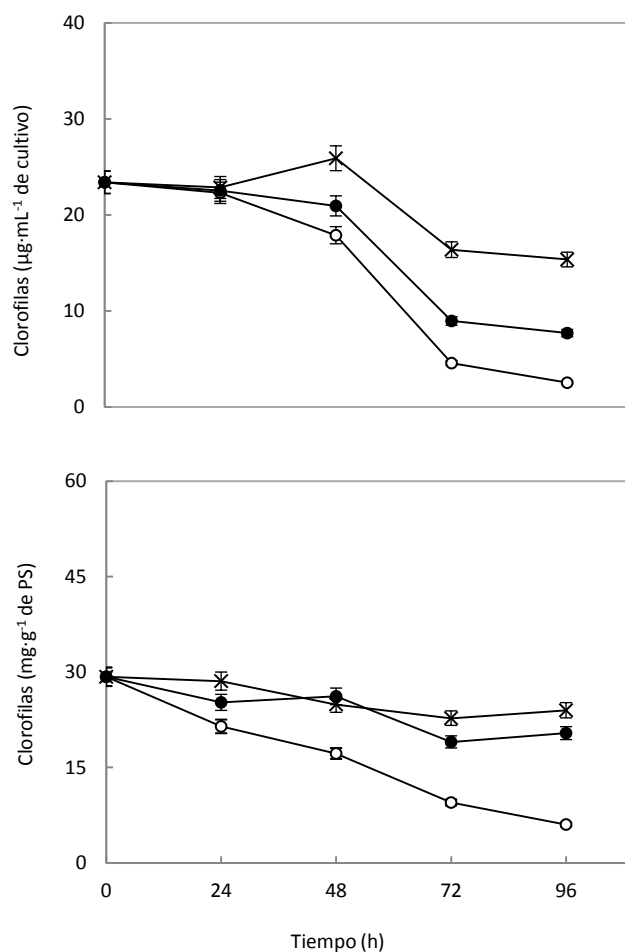 40
30
20
10
0
Clorofilas (µg·mL⁻¹ de cultivo)
60
45
30
15
0
Clorofilas (mg·g⁻¹ de PS)
0 24 48 72 96
Tiempo (h)